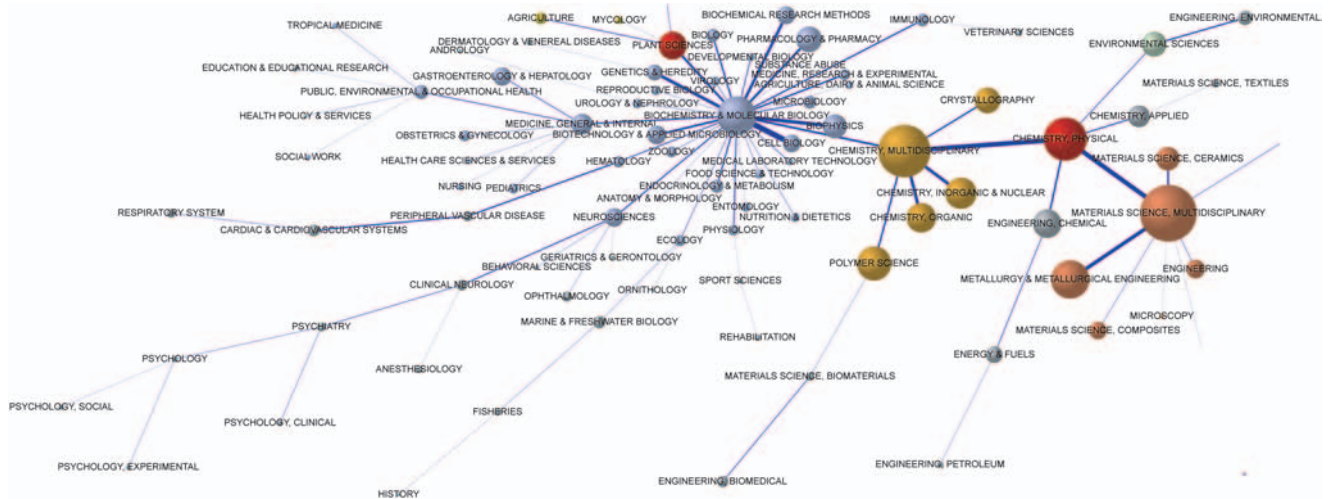 AGRICULTURE
MYCOLOGY
BIOCHEMICAL RESEARCH METHODS
IMMUNOLOGY
ENGINEERING, ENVIRONMENTAL
TROPICAL MEDICINE
VETERINARY SCIENCES
BIOLOGY
PHARMACOLOGY & PHARMACY
DERMATOLOGY & VENEREAL DISEASES
PLANT SCIENCES
ENVIRONMENTAL SCIENCES
ANDROLOGY
DEVELOPMENTAL BIOLOGY
SUBSTANCE ABUSE
EDUCATION & EDUCATIONAL RESEARCH
GENETICS & HEREDITY
GASTROENTEROLOGY & HEPATOLOGY
VIROLOGY
MEDICINE, RESEARCH & EXPERIMENTAL
AGRICULTURE, DAIRY & ANIMAL SCIENCE
MATERIALS SCIENCE, TEXTILES
PUBLIC, ENVIRONMENTAL & OCCUPATIONAL HEALTH
REPRODUCTIVE BIOLOGY
UROLOGY & NEPHROLOGY
MICROBIOLOGY
CRYSTALLOGRAPHY
HEALTH POLICY & SERVICES
BIOCHEMISTRY & MOLECULAR BIOLOGY
CHEMISTRY, APPLIED
MEDICINE, GENERAL & INTERNAL
BIOPHYSICS
OBSTETRICS & GYNECOLOGY
BIOTECHNOLOGY & APPLIED MICROBIOLOGY
CHEMISTRY, PHYSICAL
CELL BIOLOGY
CHEMISTRY, MULTIDISCIPLINARY
ZOOLOGY
SOCIAL WORK
HEALTH CARE SCIENCES & SERVICES
HEMATOLOGY
MEDICAL LABORATORY TECHNOLOGY
MATERIALS SCIENCE, CERAMICS
FOOD SCIENCE & TECHNOLOGY
NURSING
PEDIATRICS
ENDOCRINOLOGY & METABOLISM
CHEMISTRY, INORGANIC & NUCLEAR
ANATOMY & MORPHOLOGY
ENTOMOLOGY
RESPIRATORY SYSTEM
PERIPHERAL VASCULAR DISEASE
NEUROSCIENCES
NUTRITION & DIETETICS
CHEMISTRY, ORGANIC
MATERIALS SCIENCE, MULTIDISCIPLINARY
ENGINEERING, CHEMICAL
CARDIAC & CARDIOVASCULAR SYSTEMS
PHYSIOLOGY
ECOLOGY
GERIATRICS & GERONTOLOGY
POLYMER SCIENCE
BEHAVIORAL SCIENCES
ENGINEERING
METALLURGY & METALLURGICAL ENGINEERING
SPORT SCIENCES
CLINICAL NEUROLOGY
ORNITHOLOGY
OPHTHALMOLOGY
MICROSCOPY
MARINE & FRESHWATER BIOLOGY
PSYCHIATRY
MATERIALS SCIENCE, COMPOSITES
REHABILITATION
PSYCHOLOGY
ENERGY & FUELS
ANESTHESIOLOGY
MATERIALS SCIENCE, BIOMATERIALS
PSYCHOLOGY, SOCIAL
FISHERIES
PSYCHOLOGY, CLINICAL
PSYCHOLOGY, EXPERIMENTAL
ENGINEERING, PETROLEUM
ENGINEERING, BIOMEDICAL
HISTORY